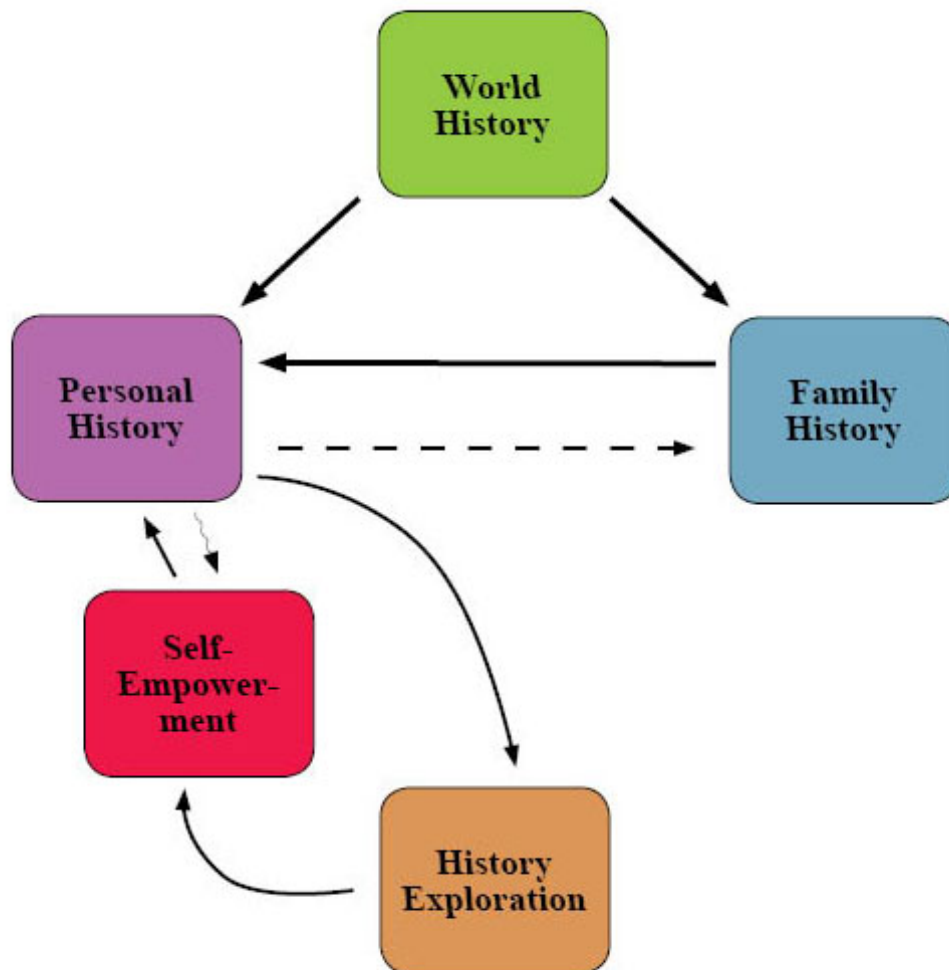 World
History
Personal
History
Family
History
Self-
Empower-
ment
History
Exploration